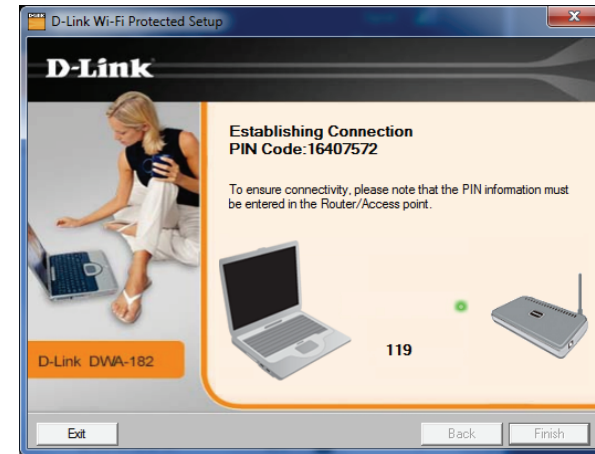 D-Link Wi-Fi Protected Setup
D-Link
Establishing Connection
PIN Code:16407572
To ensure connectivity, please note that the PIN information must
be entered in the Router/Access point.
119
D-Link DWA-182
Exit
Back
Finish